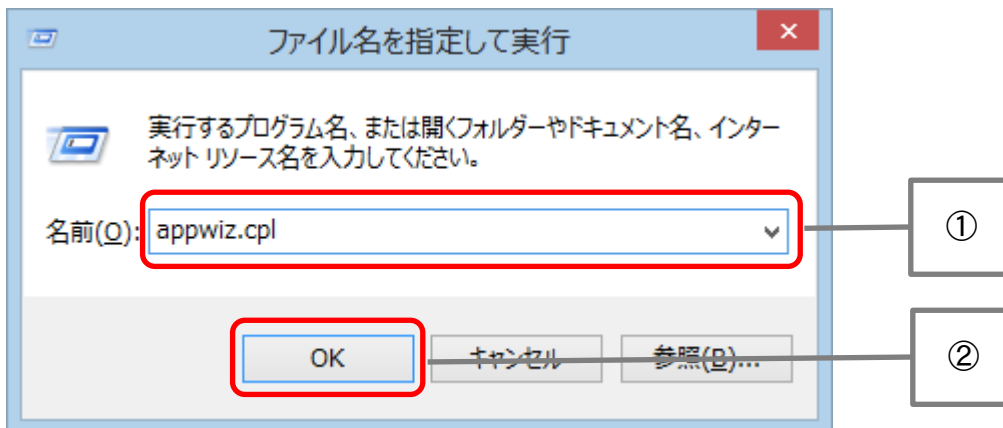 ファイル名を指定して実行
実行するプログラム名、または開くフォルダーやドキュメント名、インター
ネット リソース名を入力してください。
名前(O): appwiz.cpl
①
OK キャンセル 参照(B)...
②